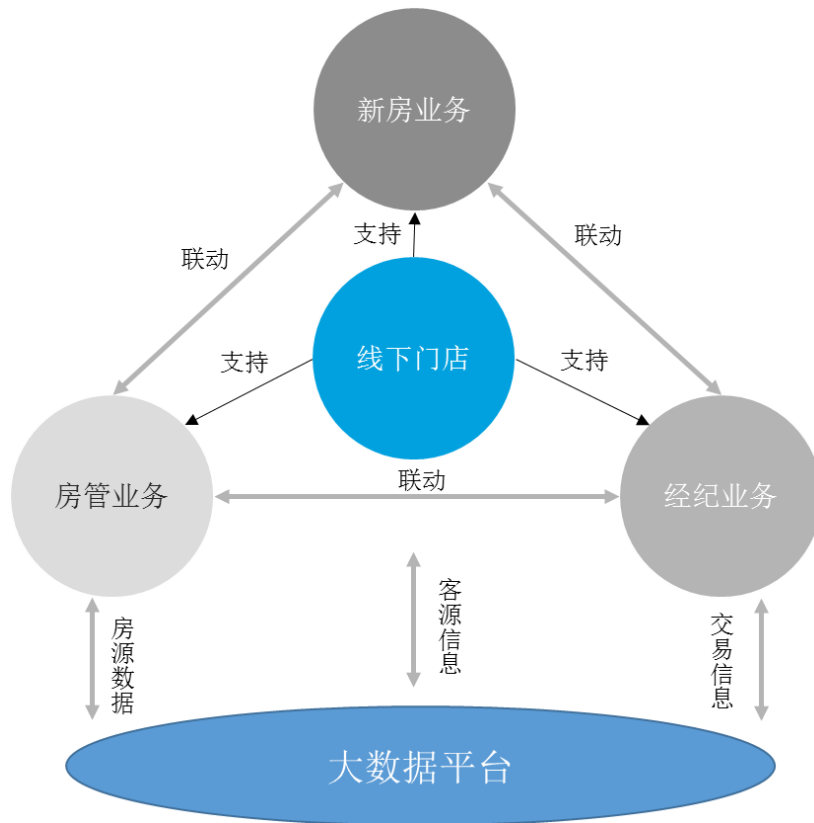 新房业务
支持
联动
联动
线下门店
支持
支持
房管业务
联动
经纪业务
房源数据
客源信息
交易信息
大数据平台